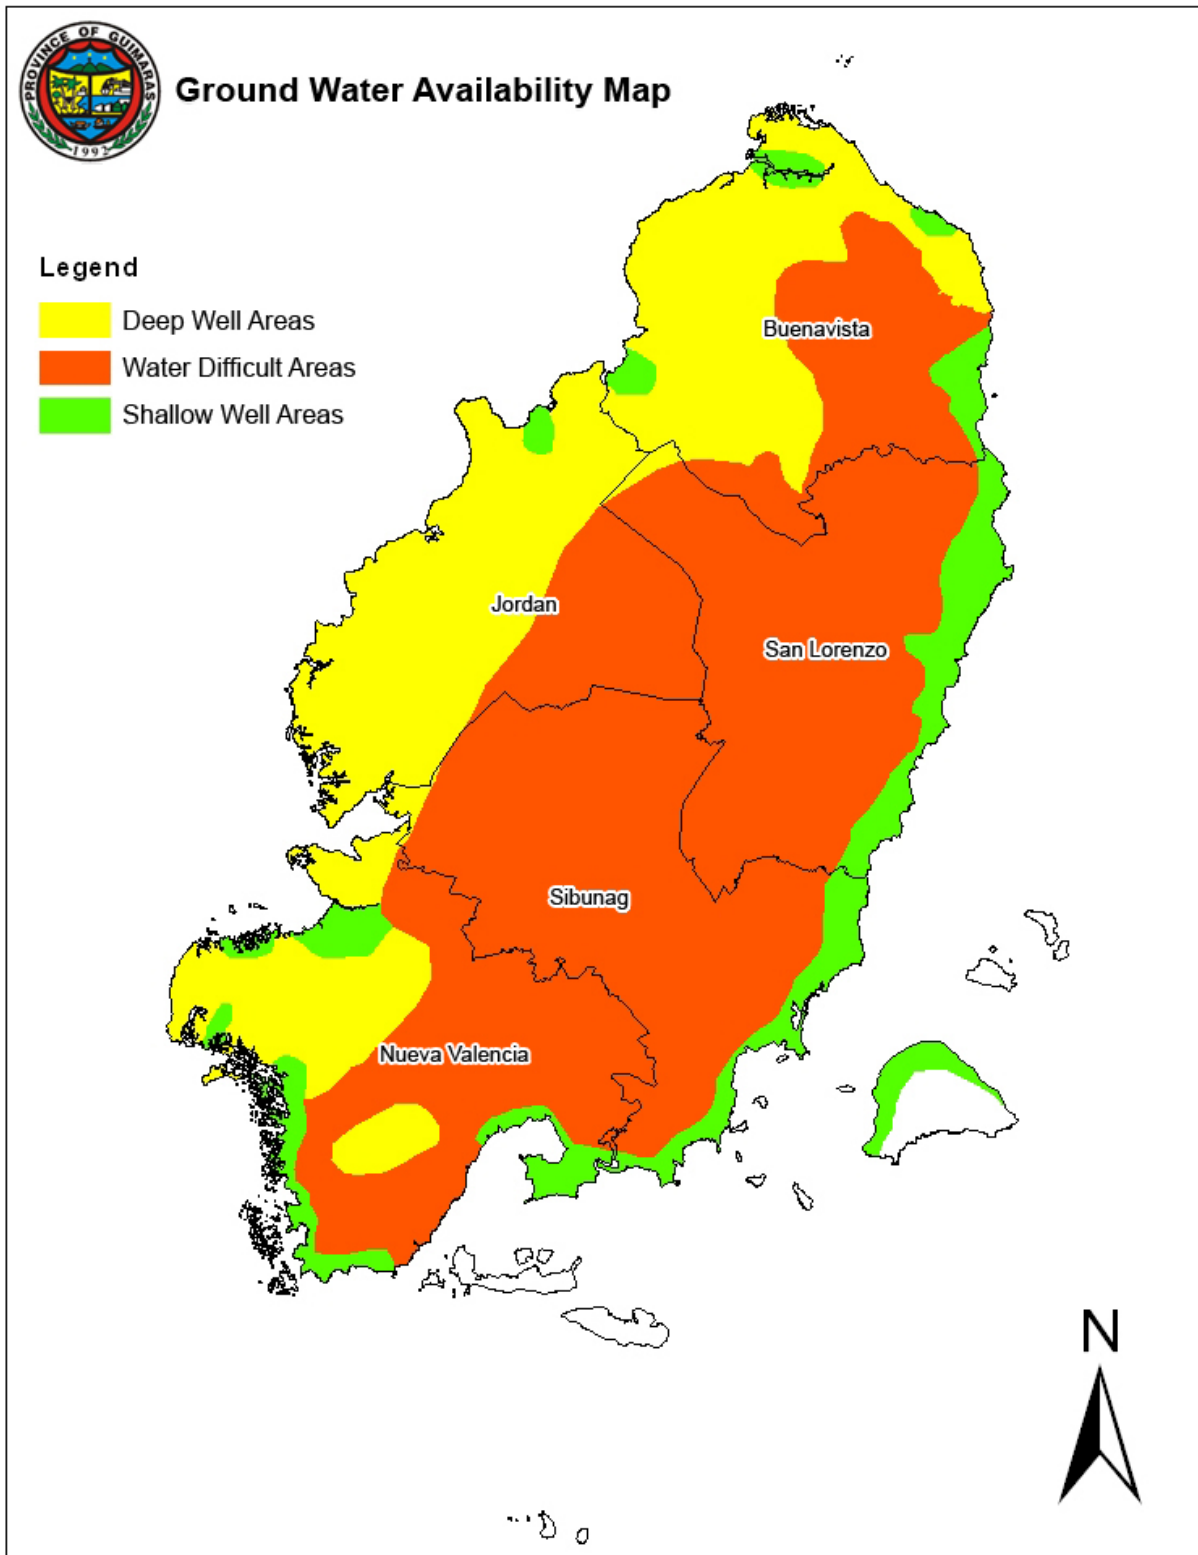 PROVINCE OF GUIMARAS
1992
Ground Water Availability Map
Legend
Deep Well Areas
Water Difficult Areas
Shallow Well Areas
Buenavista
Jordan
San Lorenzo
Sibunag
Nueva Valencia
N